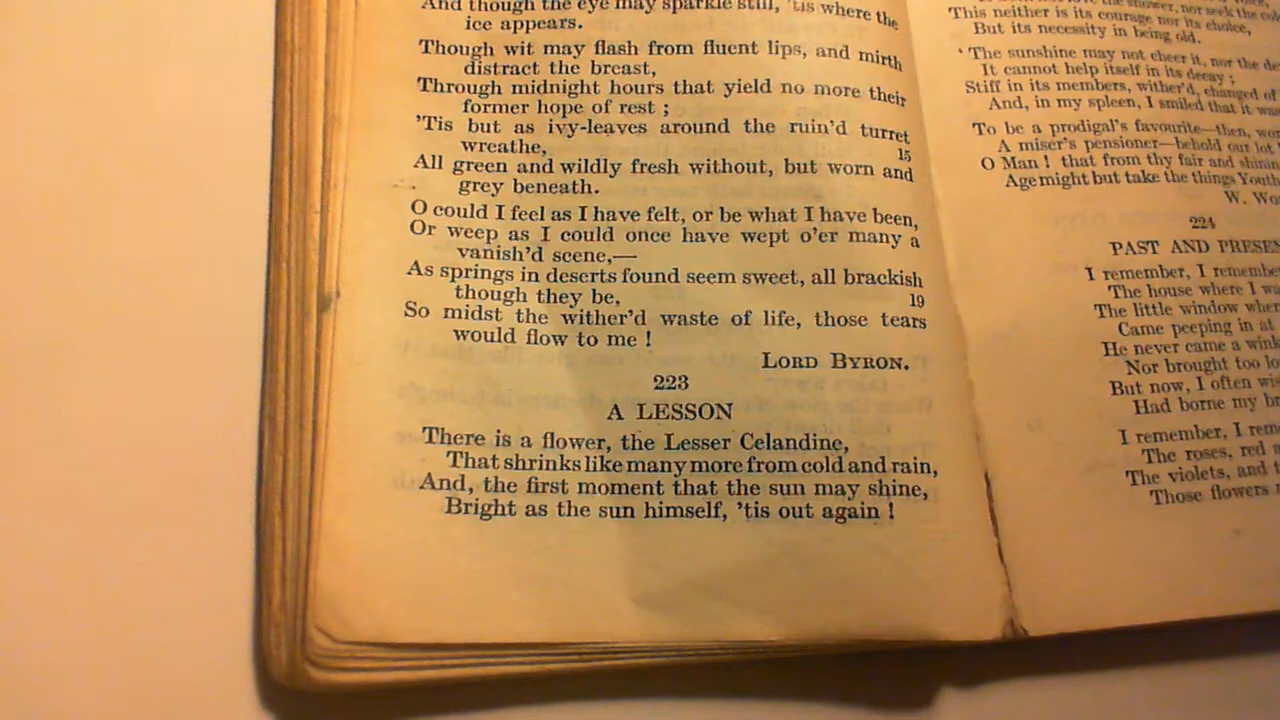 And though the eye may sparkle still, 'tis where the
ice appears.
Though wit may flash from fluent lips, and mirth
distract the breast,
Through midnight hours that yield no more their
former hope of rest ;
'Tis but as ivy-leaves around the ruin'd turret
wreathe, 15
All green and wildly fresh without, but worn and
grey beneath.
O could I feel as I have felt, or be what I have been,
Or weep as I could once have wept o'er many a
vanish'd scene,—
As springs in deserts found seem sweet, all brackish
though they be, 19
So midst the wither'd waste of life, those tears
would flow to me !
LORD BYRON.
223
A LESSON
There is a flower, the Lesser Celandine,
That shrinks like many more from cold and rain,
And, the first moment that the sun may shine,
Bright as the sun himself, 'tis out again !
the shower, nor seek the
This neither is its courage nor its choice,
But its necessity in being old.
'The sunshine may not cheer it, nor the
It cannot help itself in its decay ;
Stiff in its members, wither'd, changed of
And, in my spleen, I smiled that it
To be a prodigal's favourite—then,
A miser's pensioner—behold our lot
O Man ! that from thy fair and
Age might but take the things Youth
W.
224
PAST AND
I remember, I
The house where I
The little window
Came peeping in at
He never came a
Nor brought too
But now, I often
Had borne my
I remember, I
The roses, red
The violets, and
Those flowers